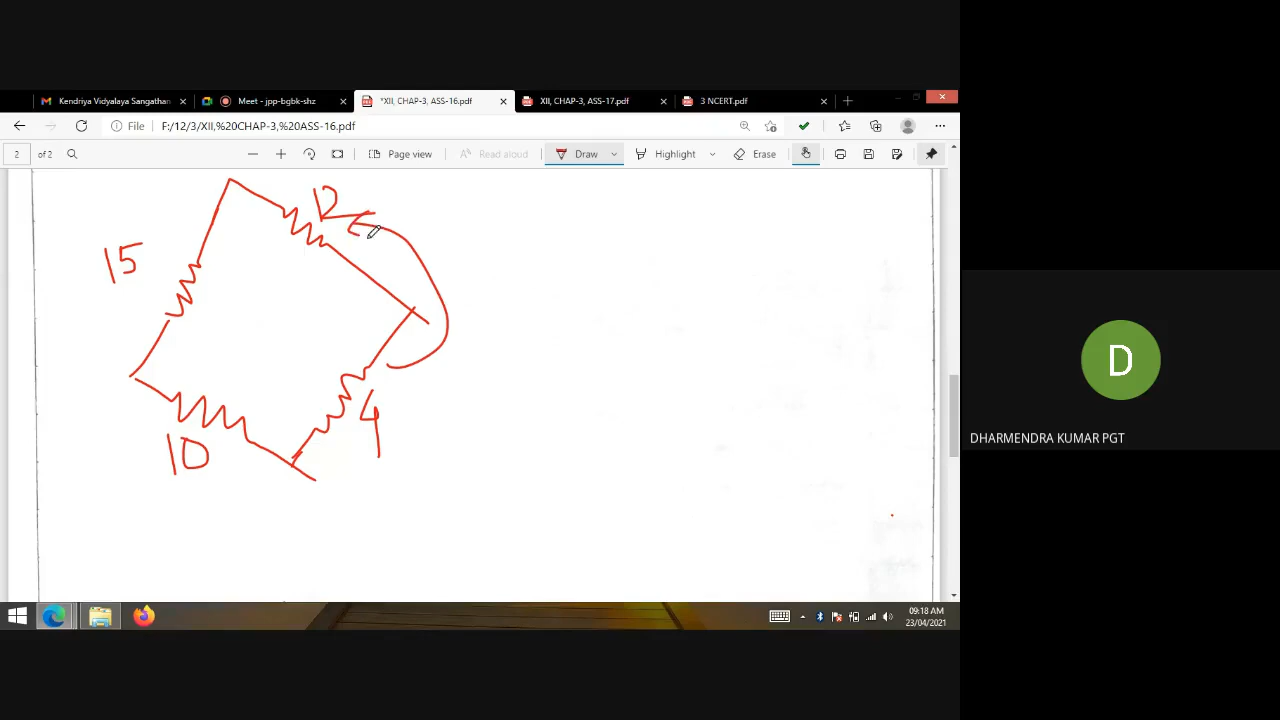 Kendriya Vidyalaya Sangathan
Meet - jpp-bgbk-shz
*XII, CHAP-3, ASS-16.pdf
XII, CHAP-3, ASS-17.pdf
3 NCERT.pdf
File
F:/12/3/XII,%20CHAP-3,%20ASS-16.pdf
2
of 2
Page view
Read aloud
Draw
Highlight
Erase
12
15
4
10
D
DHARMENDRA KUMAR PGT
09:18 AM
23/04/2021